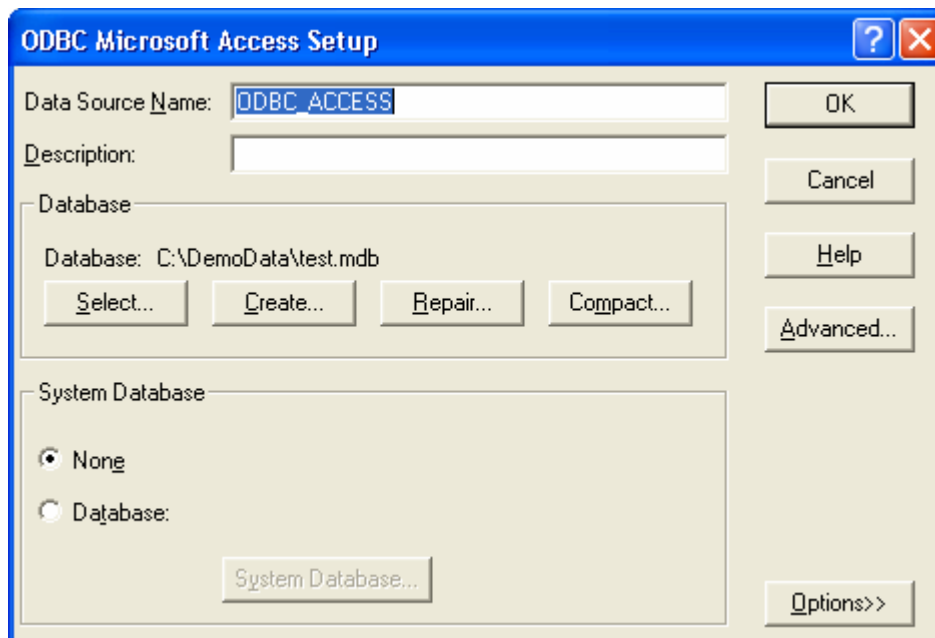 ODBC Microsoft Access Setup
Data Source Name: ODBC_ACCESS
OK
Description:
Cancel
Database
Database: C:\DemoData\test.mdb
Help
Select... Create... Repair... Compact...
Advanced...
System Database
None
Database:
System Database...
Options>>